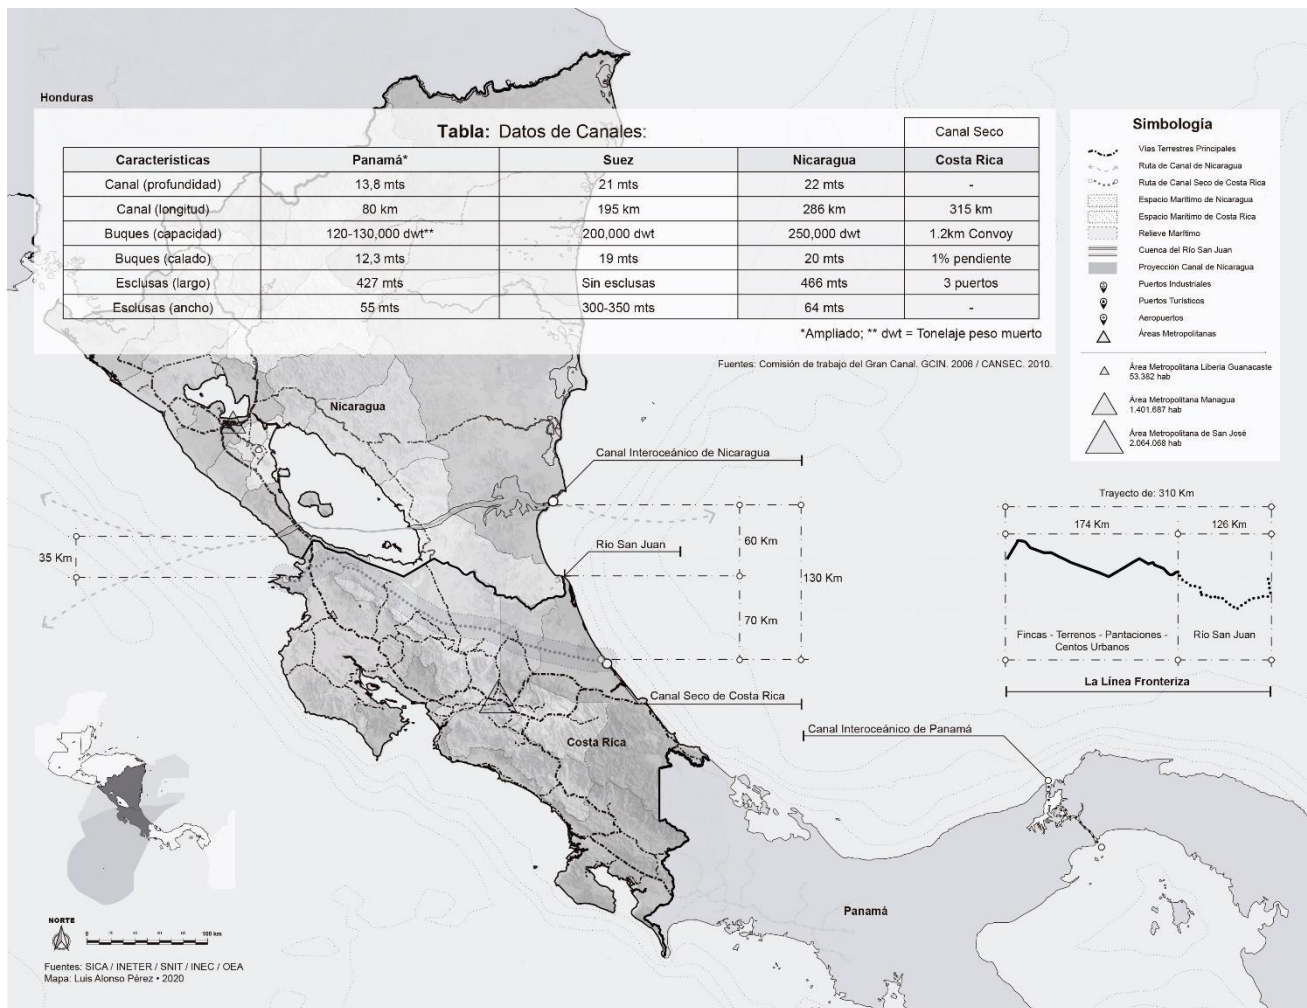 Honduras
Tabla: Datos de Canales:
Canal Seco
Características Panamá* Suez Nicaragua Costa Rica
Canal (profundidad) 13,8 mts 21 mts 22 mts -
Canal (longitud) 80 km 195 km 286 km 315 km
Buques (capacidad) 120-130,000 dwt** 200,000 dwt 250,000 dwt 1.2km Convoy
Buques (calado) 12,3 mts 19 mts 20 mts 1% pendiente
Esclusas (largo) 427 mts Sin esclusas 466 mts 3 puertos
Esclusas (ancho) 55 mts 300-350 mts 64 mts -
*Ampliado; ** dwt = Tonelaje peso muerto
Fuentes: Comisión de trabajo del Gran Canal. GCIN. 2006 / CANSEC. 2010.
Simbología
Vías Terrestres Principales
Ruta de Canal de Nicaragua
Ruta de Canal Seco de Costa Rica
Espacio Marítimo de Nicaragua
Espacio Marítimo de Costa Rica
Relieve Marítimo
Cuenca del Río San Juan
Proyección Canal de Nicaragua
Puertos Industriales
Puertos Turísticos
Aeropuertos
Áreas Metropolitanas
Área Metropolitana Liberia Guanacaste
53.382 hab
Área Metropolitana Managua
1.401.687 hab
Área Metropolitana de San José
2.064.068 hab
Nicaragua
Canal Interoceánico de Nicaragua
Río San Juan
35 Km
60 Km
130 Km
70 Km
Canal Seco de Costa Rica
Costa Rica
Canal Interoceánico de Panamá
Panamá
Trayecto de: 310 Km
174 Km 126 Km
Fincas - Terrenos - Pantaciones -
Centos Urbanos
Río San Juan
La Línea Fronteriza
NORTE
0 20 40 60 80 100 km
Fuentes: SICA / INETER / SNIT / INEC / OEA
Mapa: Luis Alonso Pérez • 2020